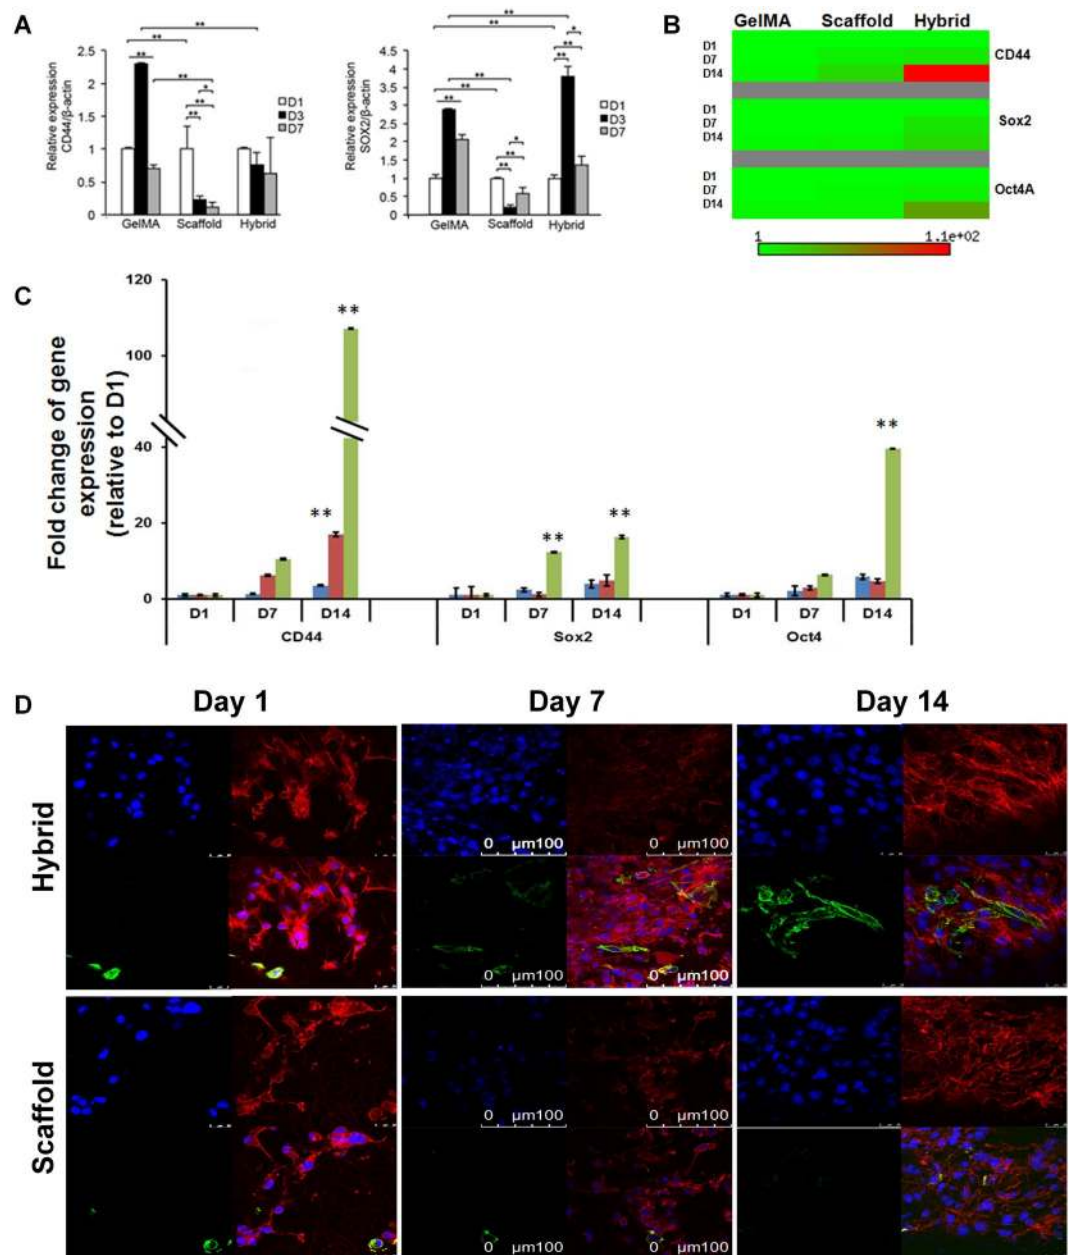 A
**
**
**
**
**
*
**
**
2.5
2
1.5
1
0.5
0
Relative expression
CD44/β-actin
D1
D3
D7
GelMA Scaffold Hybrid
**
**
**
**
**
*
**
**
*
**
**
4.5
4
3.5
3
2.5
2
1.5
1
0.5
0
Relative expression
SOX2/β-actin
D1
D3
D7
GelMA Scaffold Hybrid
B
GelMA Scaffold Hybrid
D1
D7
D14
CD44
D1
D7
D14
Sox2
D1
D7
D14
Oct4A
1 1.1e+02
C
Fold change of gene
expression
(relative to D1)
120
100
40
20
0
**
**
**
**
**
D1 D7 D14 D1 D7 D14 D1 D7 D14
CD44 Sox2 Oct4
D
Day 1 Day 7 Day 14
Hybrid
0 µm100 0 µm100
0 µm100 0 µm100
Scaffold
0 µm100 0 µm100
0 µm100 0 µm100